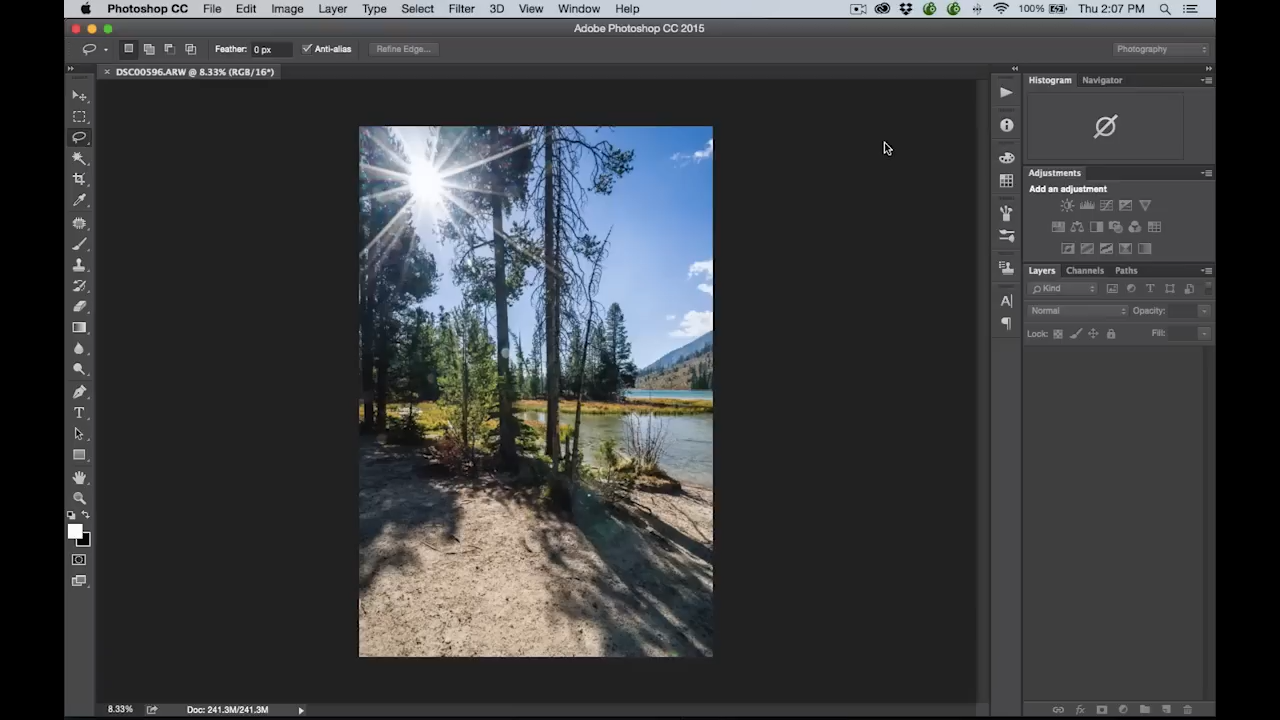 Photoshop CC File Edit Image Layer Type Select Filter 3D View Window Help 100% Thu 2:07 PM
Adobe Photoshop CC 2015
Feather: 0 px Anti-alias Refine Edge... Photography
× DSC00596.ARW @ 8.33% (RGB/16*)
Histogram Navigator
Adjustments
Add an adjustment
Layers Channels Paths
Kind
Normal Opacity:
Lock: Fill:
8.33% Doc: 241.3M/241.3M